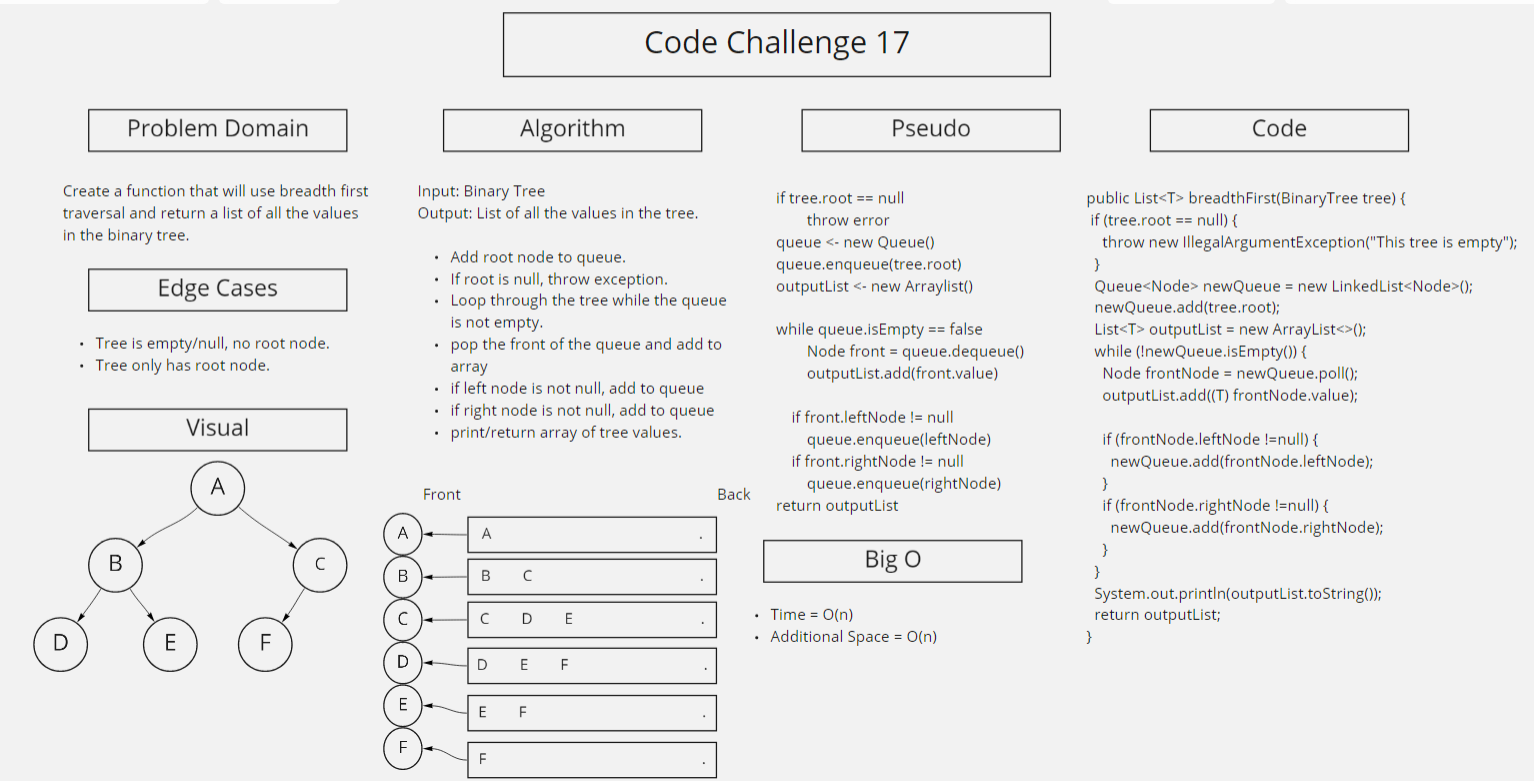 Code Challenge 17
Problem Domain
Create a function that will use breadth first
traversal and return a list of all the values
in the binary tree.
Edge Cases
• Tree is empty/null, no root node.
• Tree only has root node.
Visual
A
B
C
D
E
F
Algorithm
Input: Binary Tree
Output: List of all the values in the tree.
• Add root node to queue.
• If root is null, throw exception.
• Loop through the tree while the queue
is not empty.
• pop the front of the queue and add to
array
• if left node is not null, add to queue
• if right node is not null, add to queue
• print/return array of tree values.
Front Back
A A .
B B C .
C C D E .
D D E F .
E E F .
F F .
Pseudo
if tree.root == null
throw error
queue <- new Queue()
queue.enqueue(tree.root)
outputList <- new Arraylist()
while queue.isEmpty == false
Node front = queue.dequeue()
outputList.add(front.value)
if front.leftNode != null
queue.enqueue(leftNode)
if front.rightNode != null
queue.enqueue(rightNode)
return outputList
Big O
• Time = O(n)
• Additional Space = O(n)
Code
public List<T> breadthFirst(BinaryTree tree) {
if (tree.root == null) {
throw new IllegalArgumentException("This tree is empty");
}
Queue<Node> newQueue = new LinkedList<Node>();
newQueue.add(tree.root);
List<T> outputList = new ArrayList<>();
while (!newQueue.isEmpty()) {
Node frontNode = newQueue.poll();
outputList.add((T) frontNode.value);
if (frontNode.leftNode !=null) {
newQueue.add(frontNode.leftNode);
}
if (frontNode.rightNode !=null) {
newQueue.add(frontNode.rightNode);
}
}
System.out.println(outputList.toString());
return outputList;
}